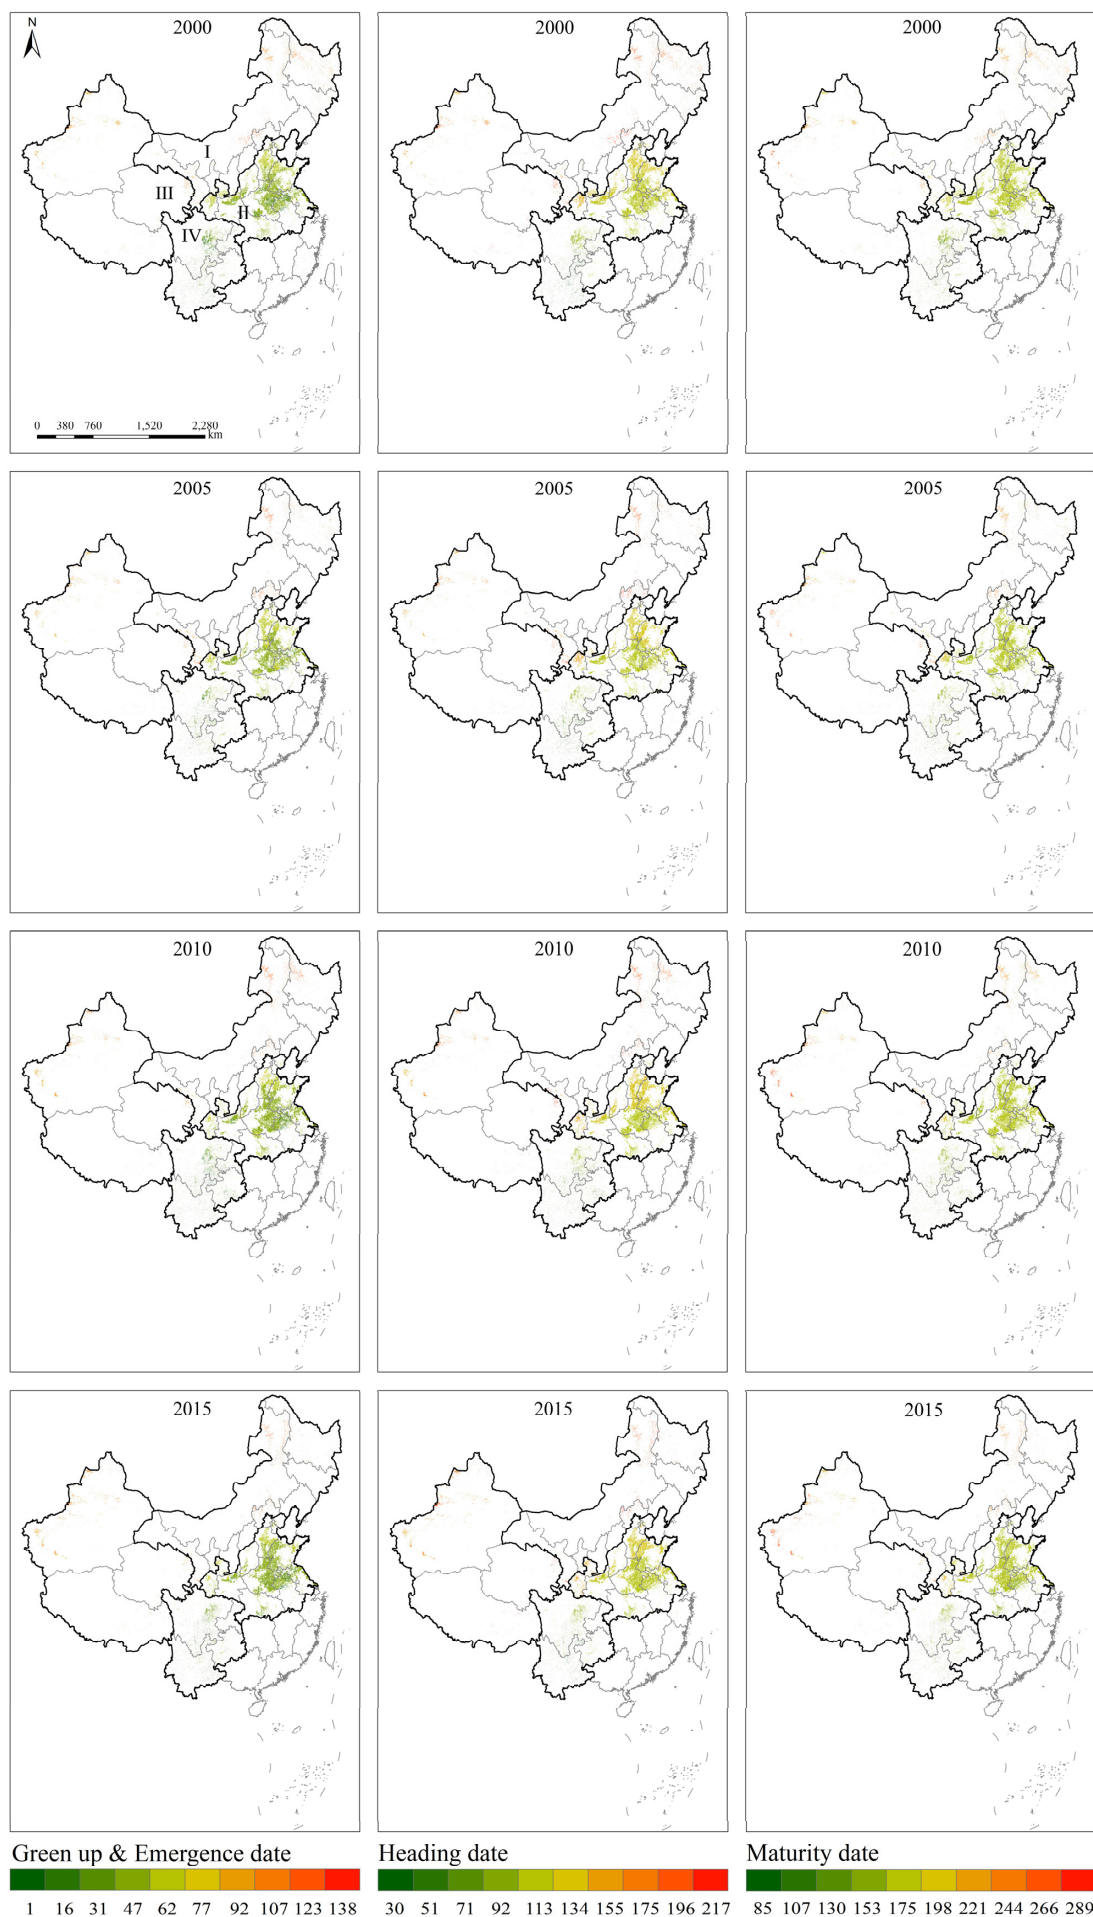 2000
2000
2000
N
I
III
II
IV
0 380 760 1,520 2,280
km
2005
2005
2005
2010
2010
2010
2015
2015
2015
Green up & Emergence date
1 16 31 47 62 77 92 107 123 138
Heading date
30 51 71 92 113 134 155 175 196 217
Maturity date
85 107 130 153 175 198 221 244 266 289